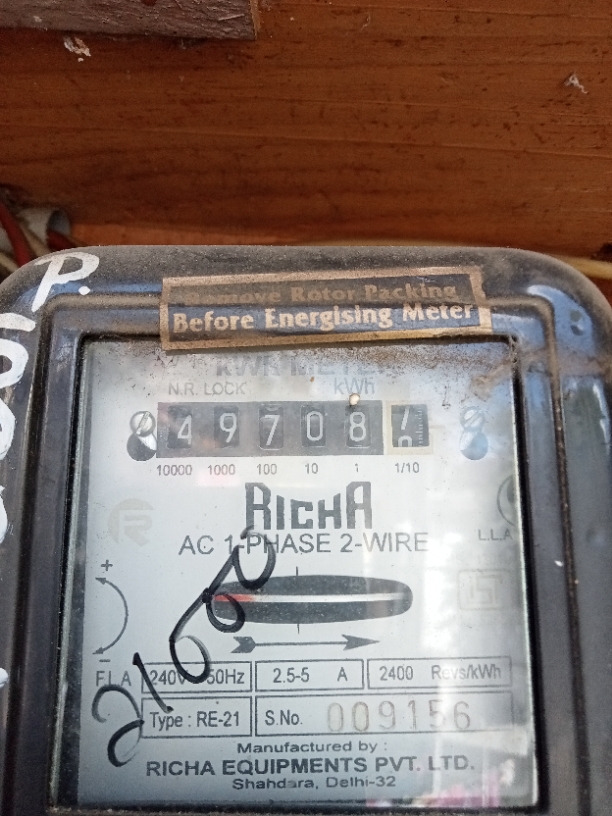 P.
Remove Rotor Packing
Before Energising Meter
kWh METER
N.R. LOCK kWh
4 9 7 0 8
10000 1000 100 10 1 1/10
RICHA
AC 1-PHASE 2-WIRE
L.L.A
+
-
F.L.A 240V 50Hz 2.5-5 A 2400 Revs/kWh
Type : RE-21 S.No. 009156
Manufactured by :
RICHA EQUIPMENTS PVT. LTD.
Shahdara, Delhi-32